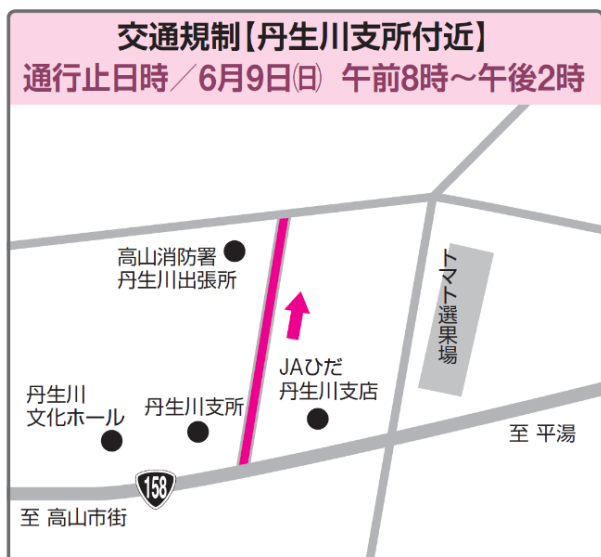 交通規制【丹生川支所付近】
通行止日時／6月9日㈰ 午前8時～午後2時
高山消防署
丹生川出張所
トマト選果場
JAひだ
丹生川支店
丹生川
文化ホール
丹生川支所
至 平湯
158
至 高山市街